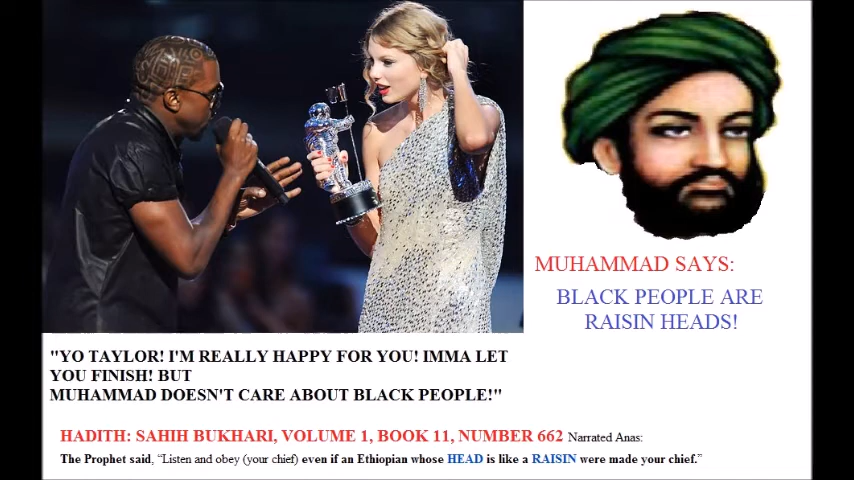 MUHAMMAD SAYS:
BLACK PEOPLE ARE
RAISIN HEADS!
"YO TAYLOR! I'M REALLY HAPPY FOR YOU! IMMA LET
YOU FINISH! BUT
MUHAMMAD DOESN'T CARE ABOUT BLACK PEOPLE!"
HADITH: SAHIH BUKHARI, VOLUME 1, BOOK 11, NUMBER 662 Narrated Anas:
The Prophet said, “Listen and obey (your chief) even if an Ethiopian whose HEAD is like a RAISIN were made your chief.”